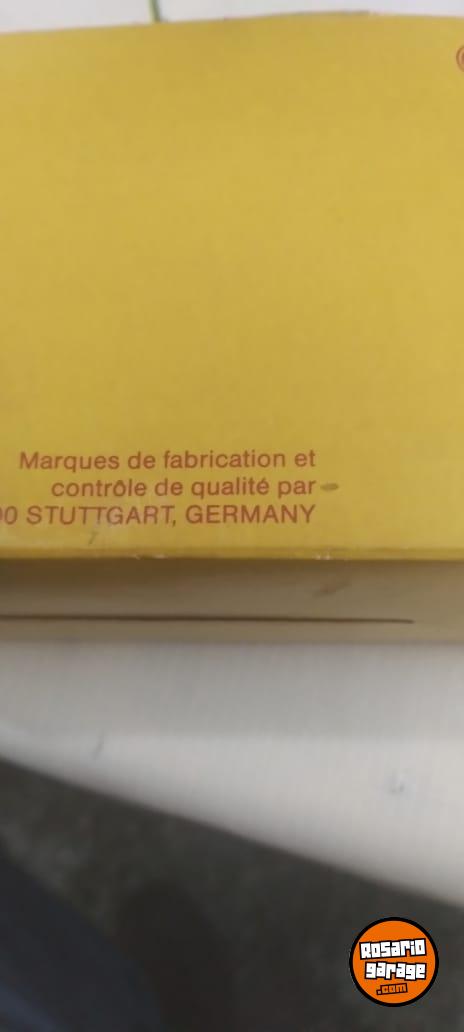 Marques de fabrication et
contrôle de qualité par
STUTTGART, GERMANY
Rosario
garage
.com